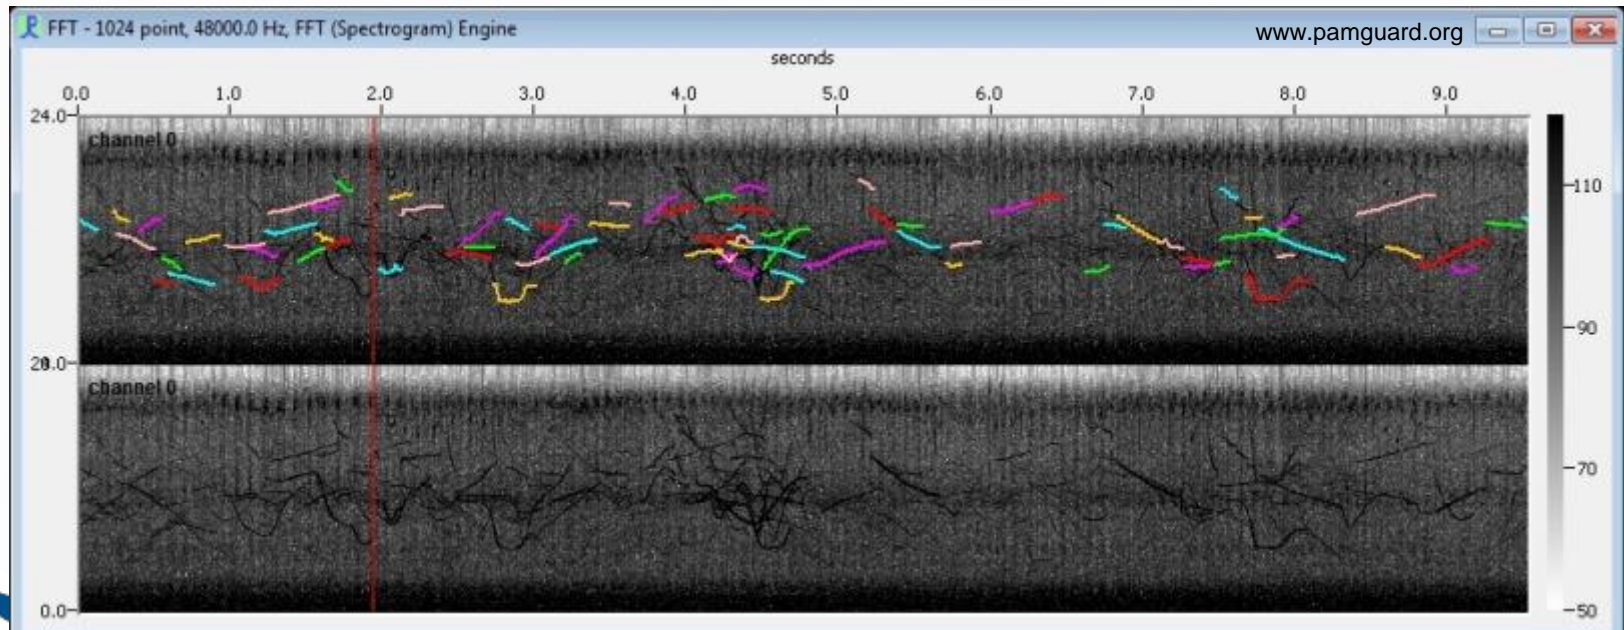 FFT - 1024 point, 48000.0 Hz, FFT (Spectrogram) Engine
www.pamguard.org
seconds
0.0 1.0 2.0 3.0 4.0 5.0 6.0 7.0 8.0 9.0
24.0
channel 0
110
90
channel 0
70
0.0
50